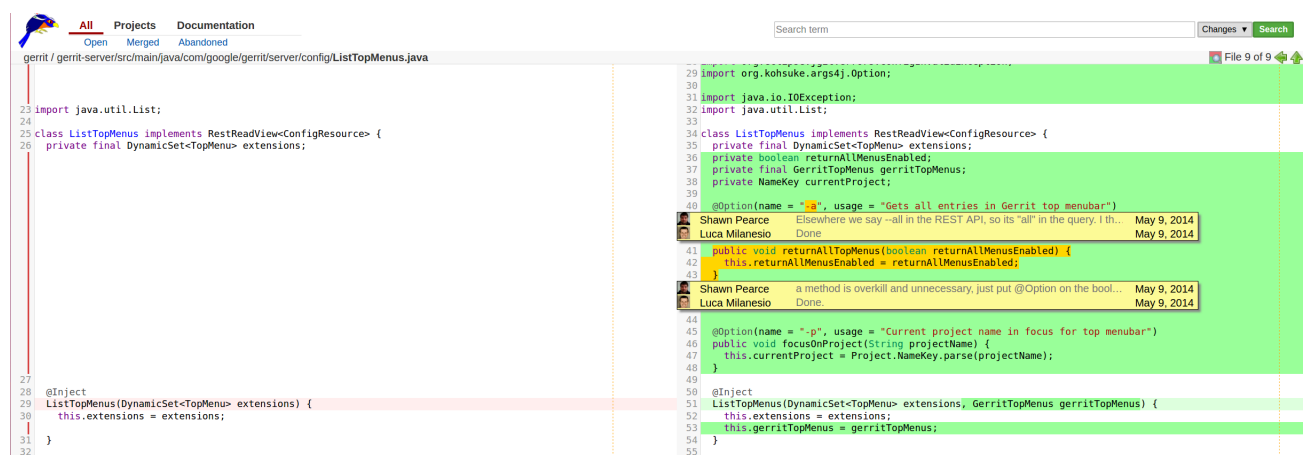 All Projects Documentation
Open Merged Abandoned
Search term
Changes ▼ Search
gerrit / gerrit-server/src/main/java/com/google/gerrit/server/config/ListTopMenus.java
File 9 of 9
23 import java.util.List;
24
25 class ListTopMenus implements RestReadView<ConfigResource> {
26 private final DynamicSet<TopMenu> extensions;
27
28 @Inject
29 ListTopMenus(DynamicSet<TopMenu> extensions) {
30 this.extensions = extensions;
31 }
32
29 import org.kohsuke.args4j.Option;
30
31 import java.io.IOException;
32 import java.util.List;
33
34 class ListTopMenus implements RestReadView<ConfigResource> {
35 private final DynamicSet<TopMenu> extensions;
36 private boolean returnAllMenusEnabled;
37 private final GerritTopMenus gerritTopMenus;
38 private NameKey currentProject;
39
40 @Option(name = "-a", usage = "Gets all entries in Gerrit top menubar")
Shawn Pearce Elsewhere we say --all in the REST API, so its "all" in the query. I th... May 9, 2014
Luca Milanesio Done May 9, 2014
41 public void returnAllTopMenus(boolean returnAllMenusEnabled) {
42 this.returnAllMenusEnabled = returnAllMenusEnabled;
43 }
Shawn Pearce a method is overkill and unnecessary, just put @Option on the bool... May 9, 2014
Luca Milanesio Done. May 9, 2014
44
45 @Option(name = "-p", usage = "Current project name in focus for top menubar")
46 public void focusOnProject(String projectName) {
47 this.currentProject = Project.NameKey.parse(projectName);
48 }
49
50 @Inject
51 ListTopMenus(DynamicSet<TopMenu> extensions, GerritTopMenus gerritTopMenus) {
52 this.extensions = extensions;
53 this.gerritTopMenus = gerritTopMenus;
54 }
55